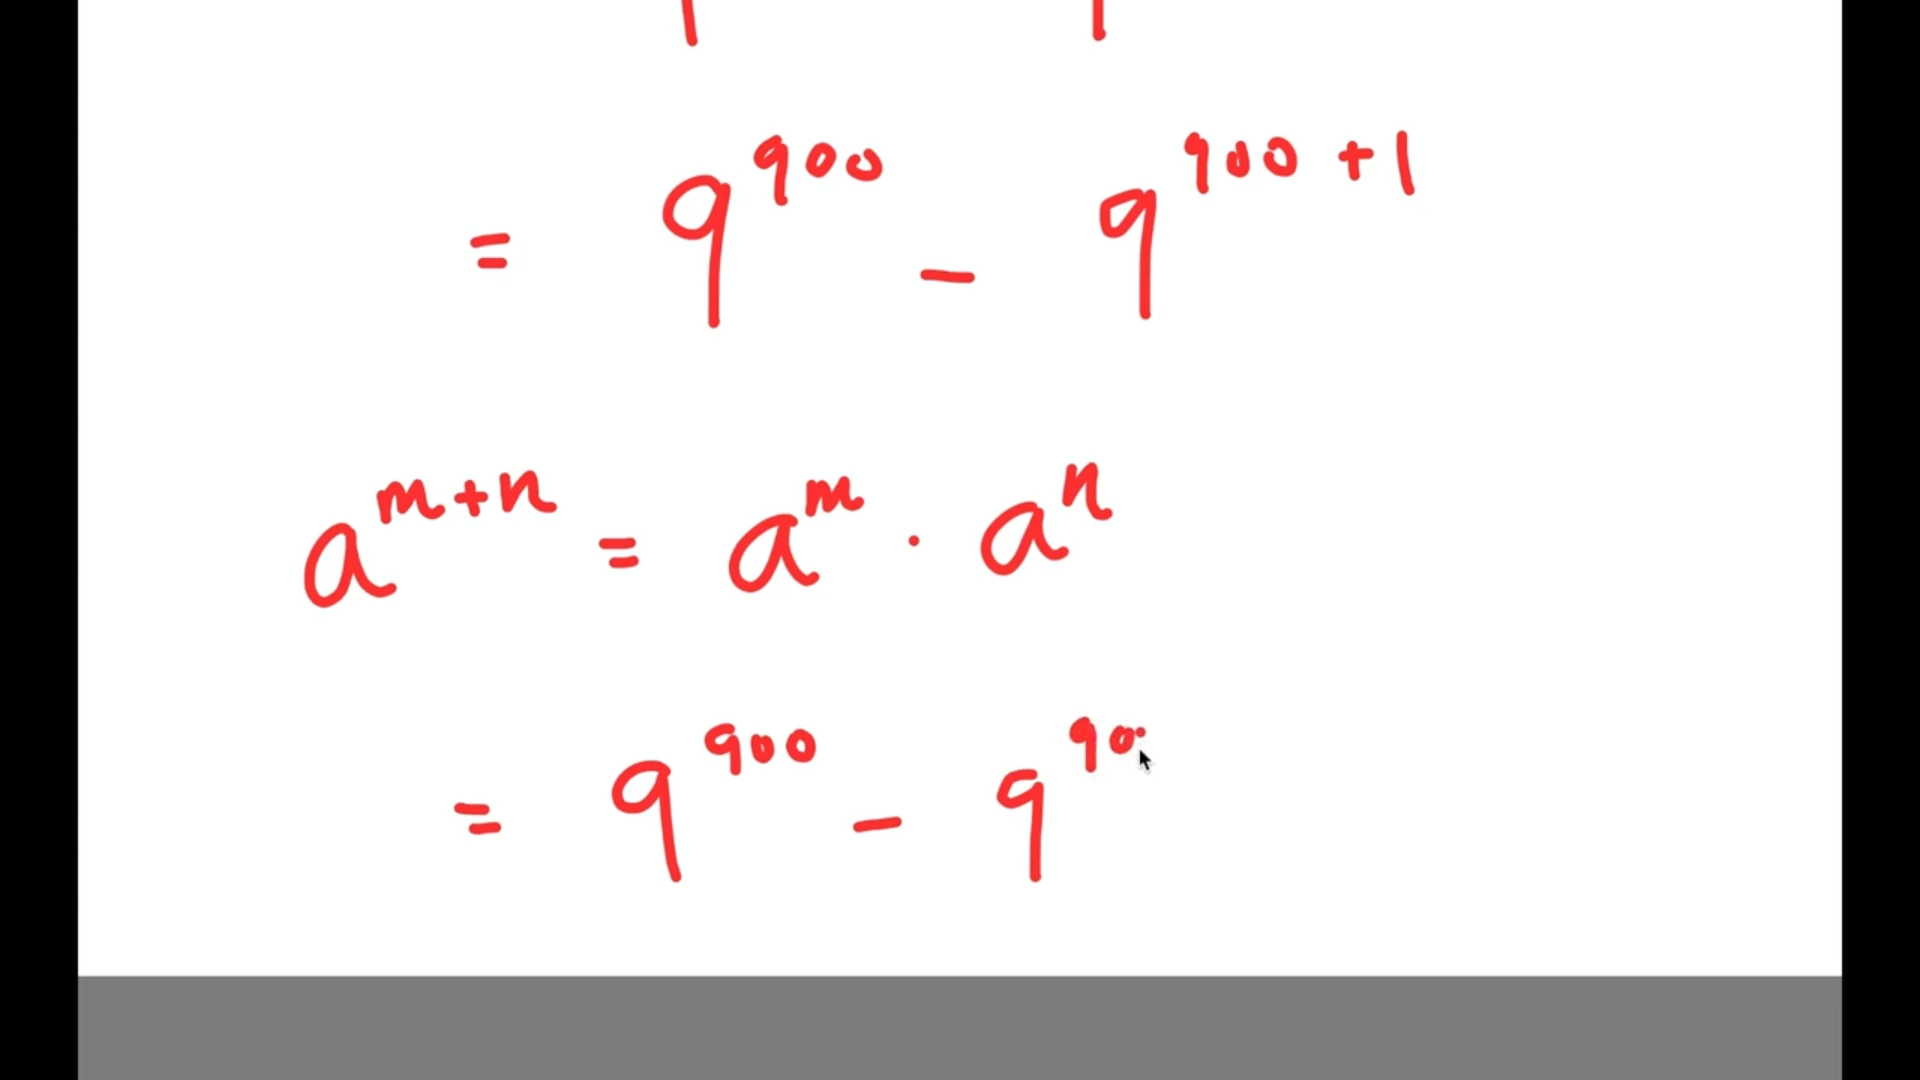 = 9^900 - 9^900+1
a^m+n = a^m · a^n
= 9^900 - 9^90